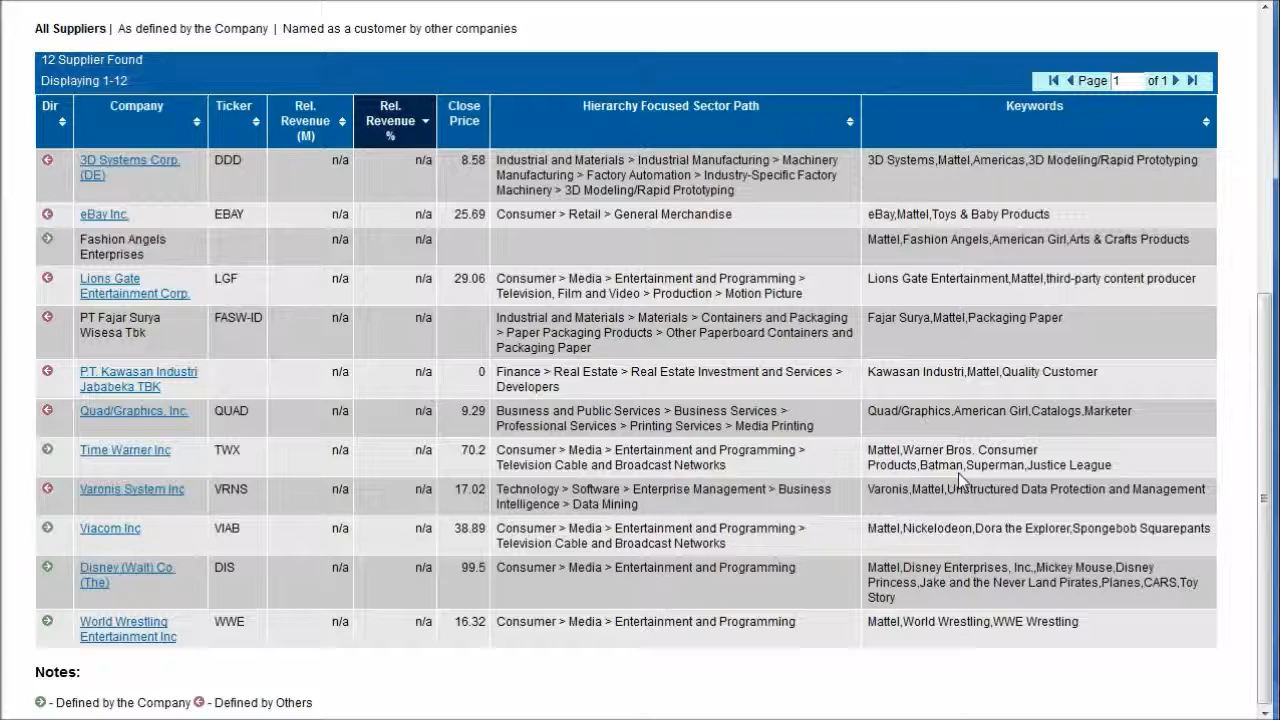 All Suppliers | As defined by the Company | Named as a customer by other companies
12 Supplier Found
Displaying 1-12
Page 1 of 1
Dir Company Ticker Rel. Revenue (M) Rel. Revenue % Close Price Hierarchy Focused Sector Path Keywords
3D Systems Corp. DDD n/a n/a 8.58 Industrial and Materials > Industrial Manufacturing > Machinery 3D Systems,Mattel,Americas,3D Modeling/Rapid Prototyping
(DE) Manufacturing > Factory Automation > Industry-Specific Factory
Machinery > 3D Modeling/Rapid Prototyping
eBay Inc. EBAY n/a n/a 25.69 Consumer > Retail > General Merchandise eBay,Mattel,Toys & Baby Products
Fashion Angels n/a n/a Mattel,Fashion Angels,American Girl,Arts & Crafts Products
Enterprises
Lions Gate LGF n/a n/a 29.06 Consumer > Media > Entertainment and Programming > Lions Gate Entertainment,Mattel,third-party content producer
Entertainment Corp. Television, Film and Video > Production > Motion Picture
PT Fajar Surya FASW-ID n/a n/a Industrial and Materials > Materials > Containers and Packaging Fajar Surya,Mattel,Packaging Paper
Wisesa Tbk > Paper Packaging Products > Other Paperboard Containers and
Packaging Paper
P.T. Kawasan Industri n/a n/a 0 Finance > Real Estate > Real Estate Investment and Services > Kawasan Industri,Mattel,Quality Customer
Jababeka TBK Developers
Quad/Graphics, Inc. QUAD n/a n/a 9.29 Business and Public Services > Business Services > Quad/Graphics,American Girl,Catalogs,Marketer
Professional Services > Printing Services > Media Printing
Time Warner Inc TWX n/a n/a 70.2 Consumer > Media > Entertainment and Programming > Mattel,Warner Bros. Consumer
Television Cable and Broadcast Networks Products,Batman,Superman,Justice League
Varonis System Inc VRNS n/a n/a 17.02 Technology > Software > Enterprise Management > Business Varonis,Mattel,Unstructured Data Protection and Management
Intelligence > Data Mining
Viacom Inc VIAB n/a n/a 38.89 Consumer > Media > Entertainment and Programming > Mattel,Nickelodeon,Dora the Explorer,Spongebob Squarepants
Television Cable and Broadcast Networks
Disney (Walt) Co. DIS n/a n/a 99.5 Consumer > Media > Entertainment and Programming Mattel,Disney Enterprises, Inc.,Mickey Mouse,Disney
(The) Princess,Jake and the Never Land Pirates,Planes,CARS,Toy
Story
World Wrestling WWE n/a n/a 16.32 Consumer > Media > Entertainment and Programming Mattel,World Wrestling,WWE Wrestling
Entertainment Inc
Notes:
- Defined by the Company - Defined by Others